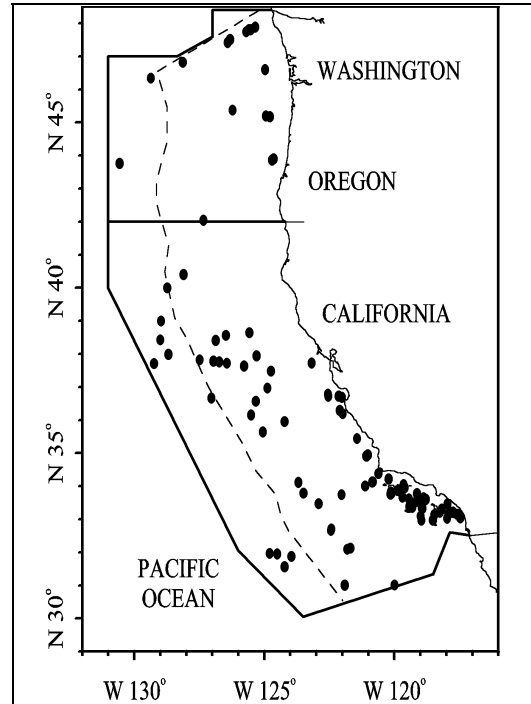 WASHINGTON
N 45°
OREGON
N 40°
CALIFORNIA
N 35°
PACIFIC
OCEAN
N 30°
W 130°
W 125°
W 120°